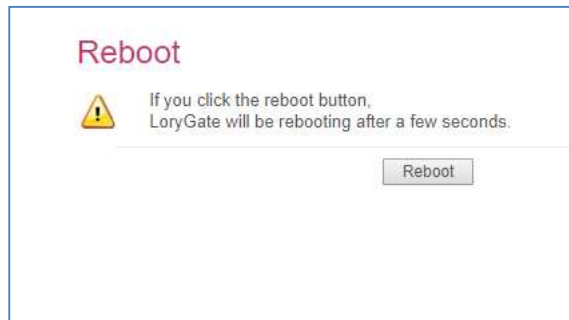 Reboot
If you click the reboot button,
LoryGate will be rebooting after a few seconds.
Reboot